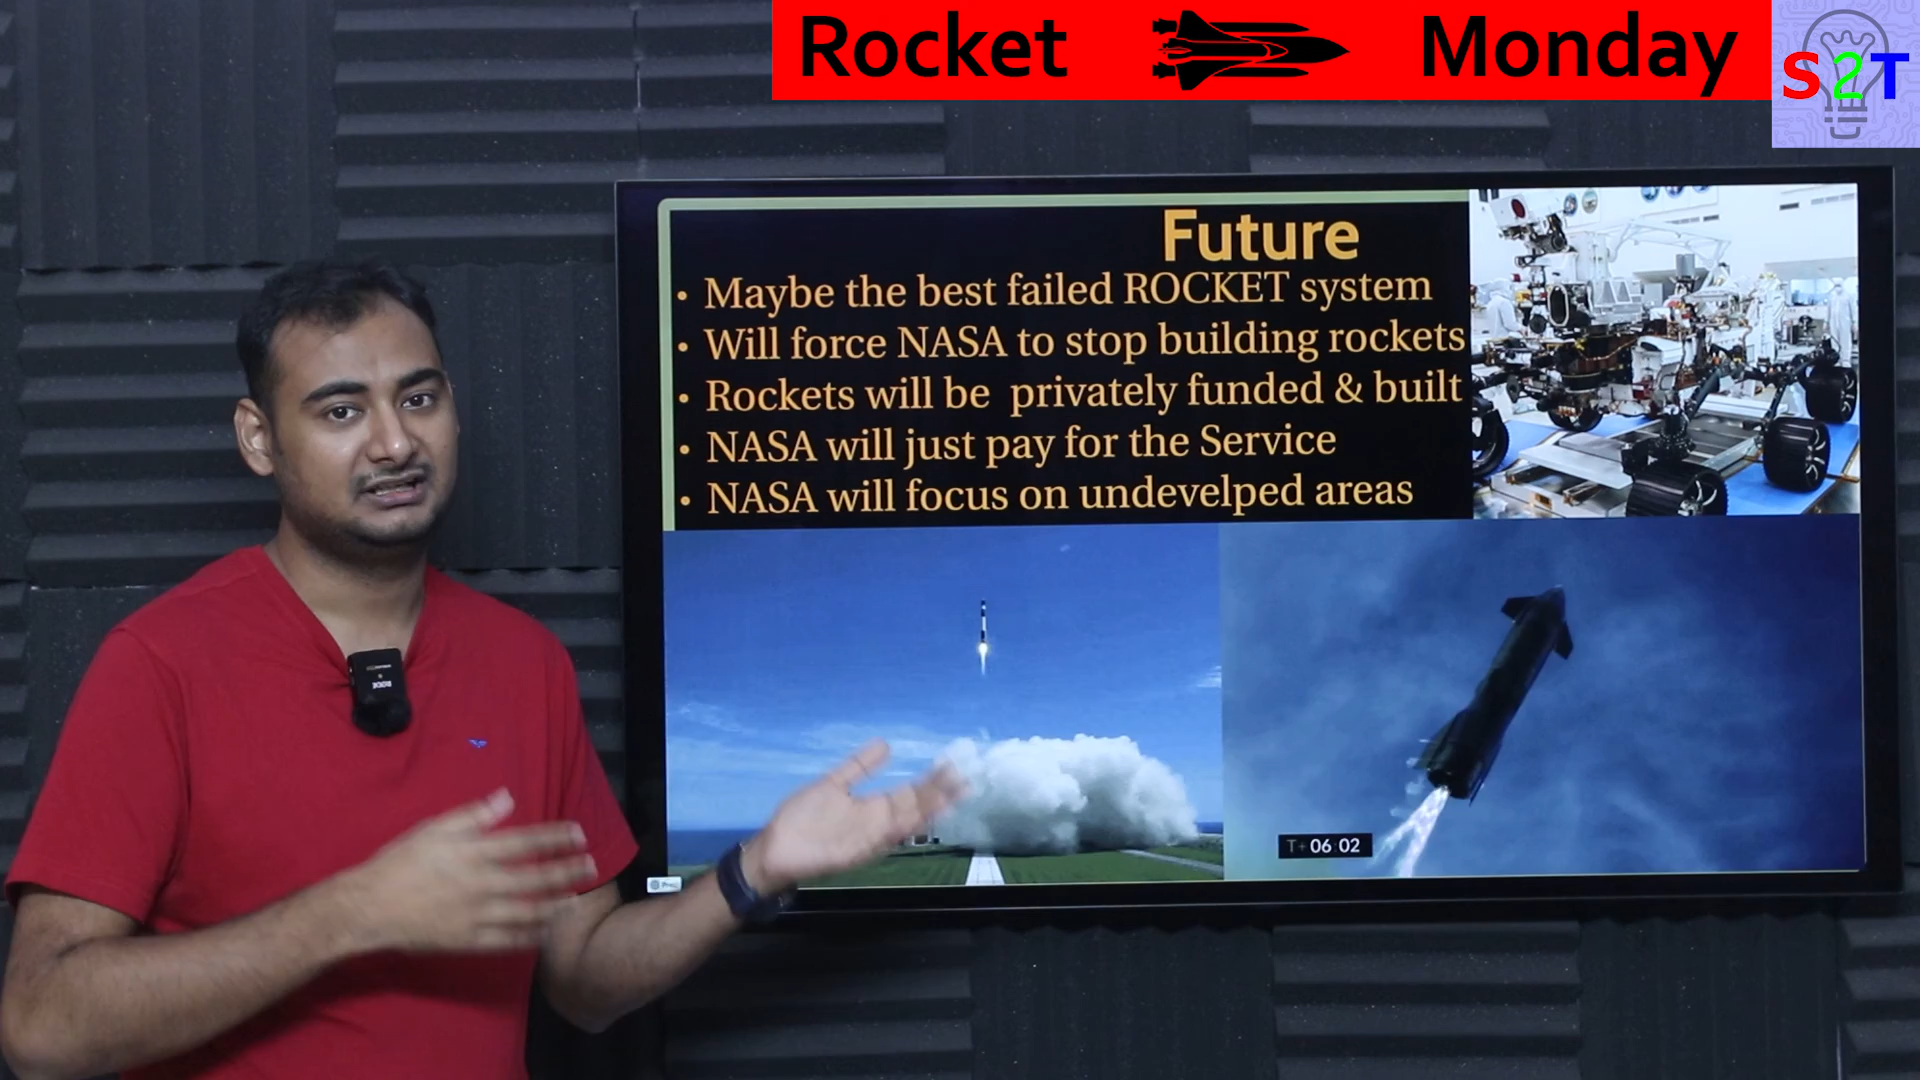 Rocket Monday
S2T
Future
• Maybe the best failed ROCKET system
• Will force NASA to stop building rockets
• Rockets will be privately funded & built
• NASA will just pay for the Service
• NASA will focus on undevelped areas
T+ 06:02
RODE